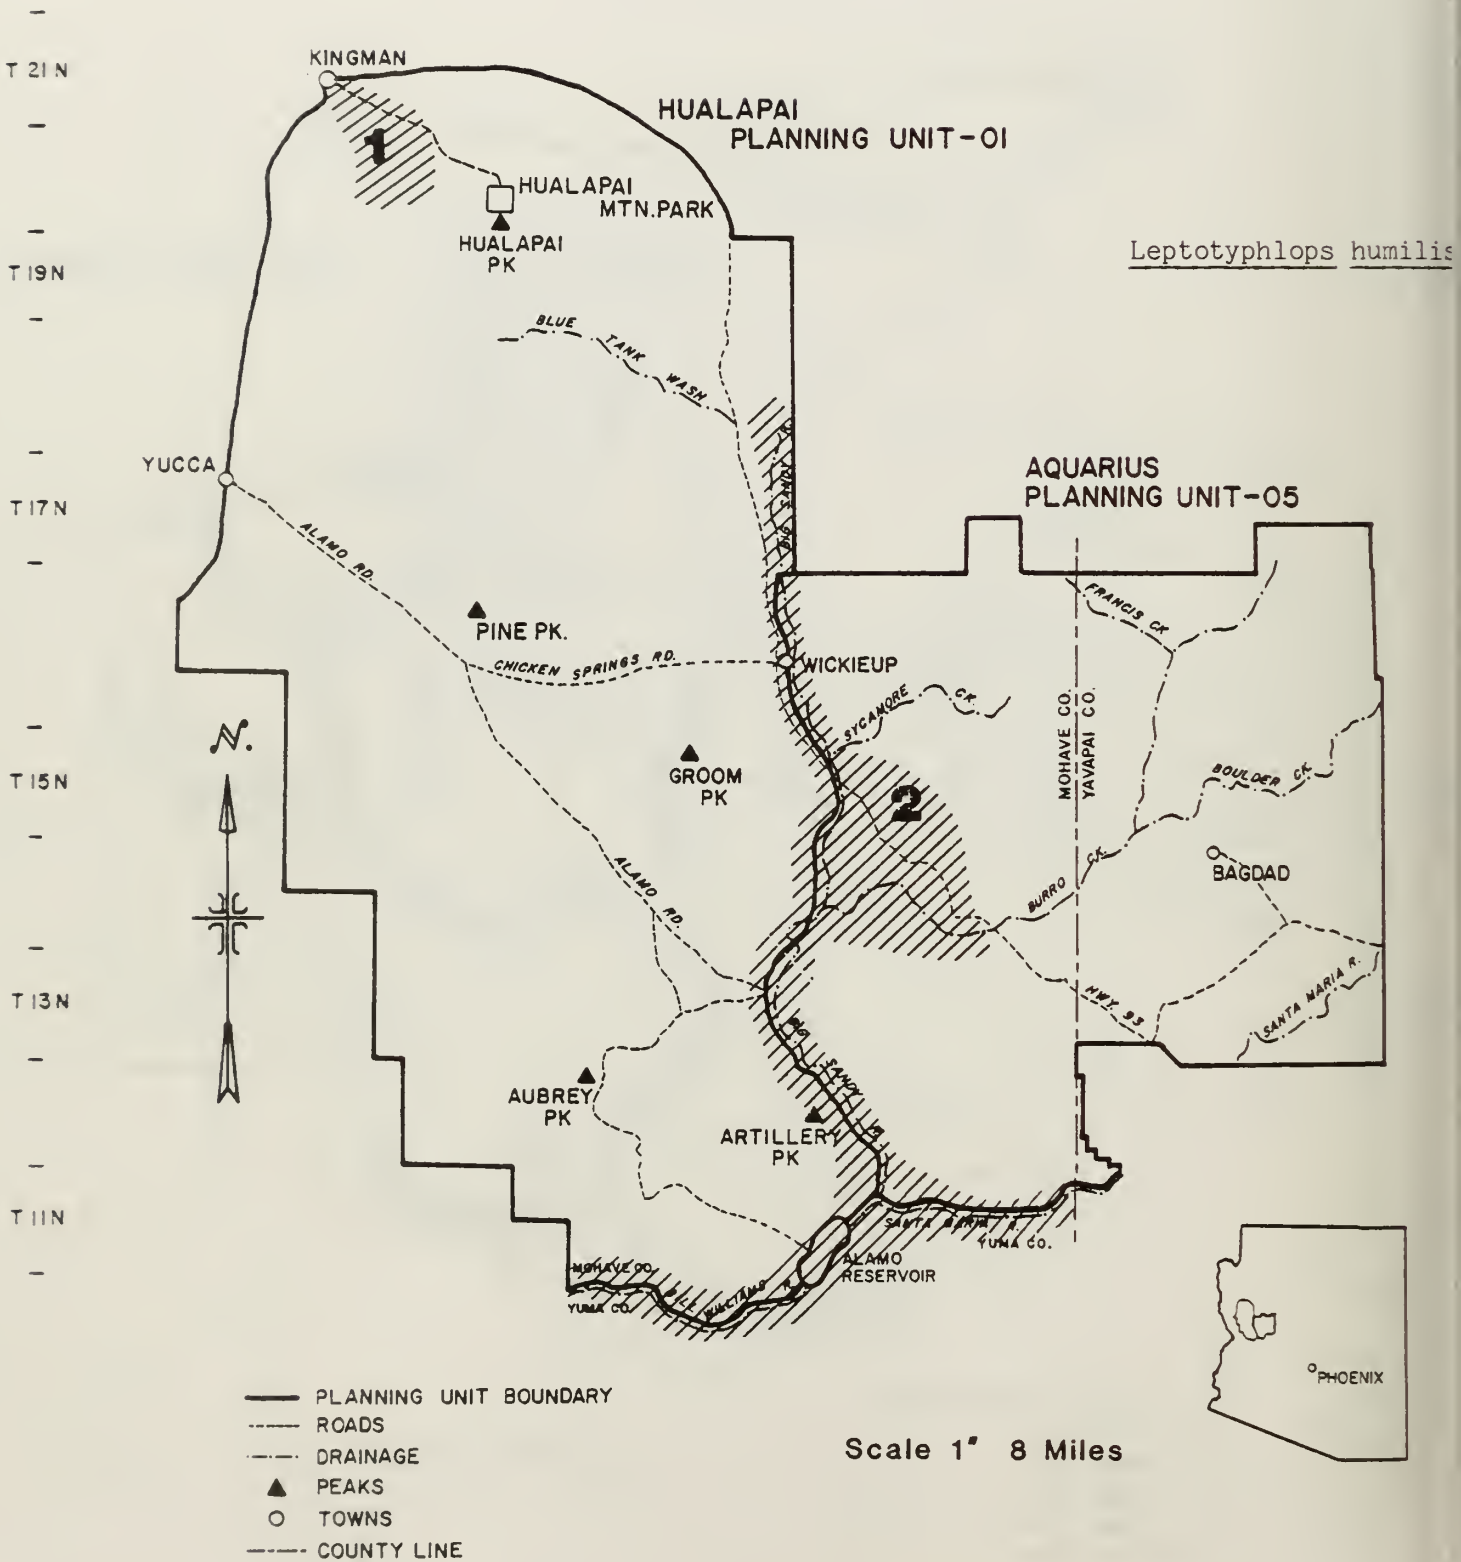 KINGMAN
T 21 N
HUALAPAI
PLANNING UNIT-01
1
HUALAPAI
MTN. PARK
HUALAPAI
PK
Leptotyphlops humilis
T 19 N
BLUE TANK WASH
BIG SANDY R.
YUCCA
AQUARIUS
PLANNING UNIT-05
T 17 N
ALAMO RD.
FRANCIS CK
PINE PK.
CHICKEN SPRINGS RD.
WICKIEUP
SYCAMORE CK.
MOHAVE CO.
YAVAPAI CO.
N.
GROOM
PK
T 15 N
2
BOULDER CK.
ALAMO RD.
BURRO CK.
BAGDAD
T 13 N
HWY. 93
SANTA MARIA R.
BIG SANDY R.
AUBREY
PK
ARTILLERY
PK
T 11 N
SANTA MARIA R.
YUMA CO.
ALAMO
RESERVOIR
MOHAVE CO.
YUMA CO.
BILL WILLIAMS R.
PHOENIX
PLANNING UNIT BOUNDARY
ROADS
DRAINAGE
PEAKS
TOWNS
COUNTY LINE
Scale 1" 8 Miles